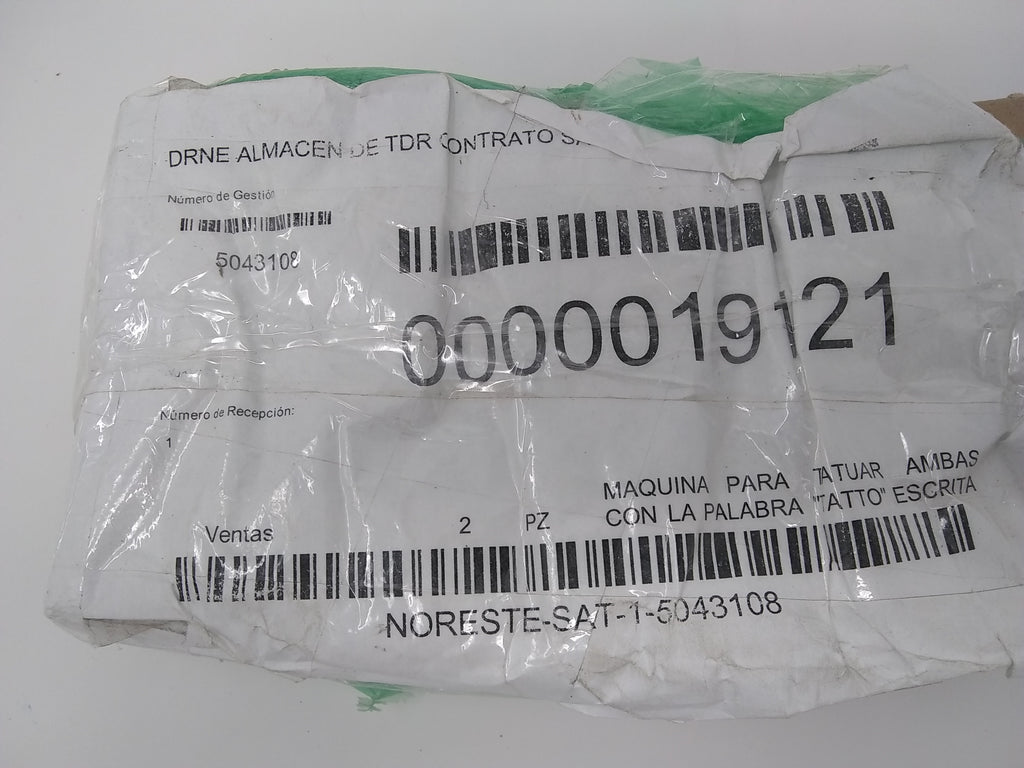 DRNE ALMACEN DE TDR CONTRATO
Número de Gestión
5043108
0000019121
Número de Recepción:
1
MAQUINA PARA TATUAR AMBAS
Ventas 2 PZ CON LA PALABRA "TATTO" ESCRITA
NORESTE-SAT-1-5043108